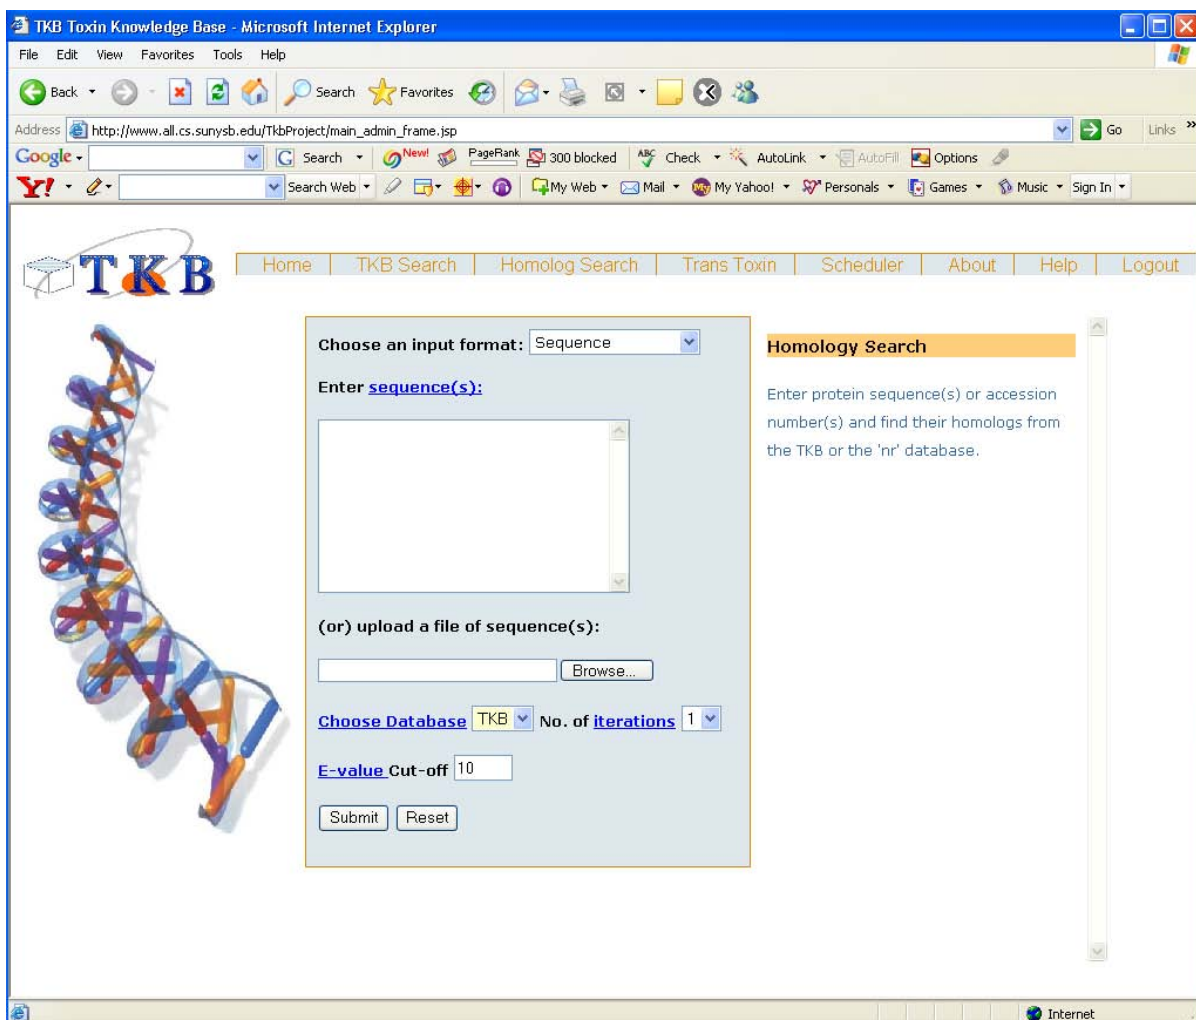 TKB Toxin Knowledge Base - Microsoft Internet Explorer
File Edit View Favorites Tools Help
Back Search Favorites
Address http://www.all.cs.sunysb.edu/TkbProject/main_admin_frame.jsp Go Links »
Google G Search New! PageRank 300 blocked ABC Check AutoLink AutoFill Options
Y! Search Web My Web Mail My Yahoo! Personals Games Music Sign In
TKB Home TKB Search Homolog Search Trans Toxin Scheduler About Help Logout
Choose an input format: Sequence
Enter sequence(s):
(or) upload a file of sequence(s):
Browse...
Choose Database TKB No. of iterations 1
E-value Cut-off 10
Submit Reset
Homology Search
Enter protein sequence(s) or accession
number(s) and find their homologs from
the TKB or the 'nr' database.
Internet